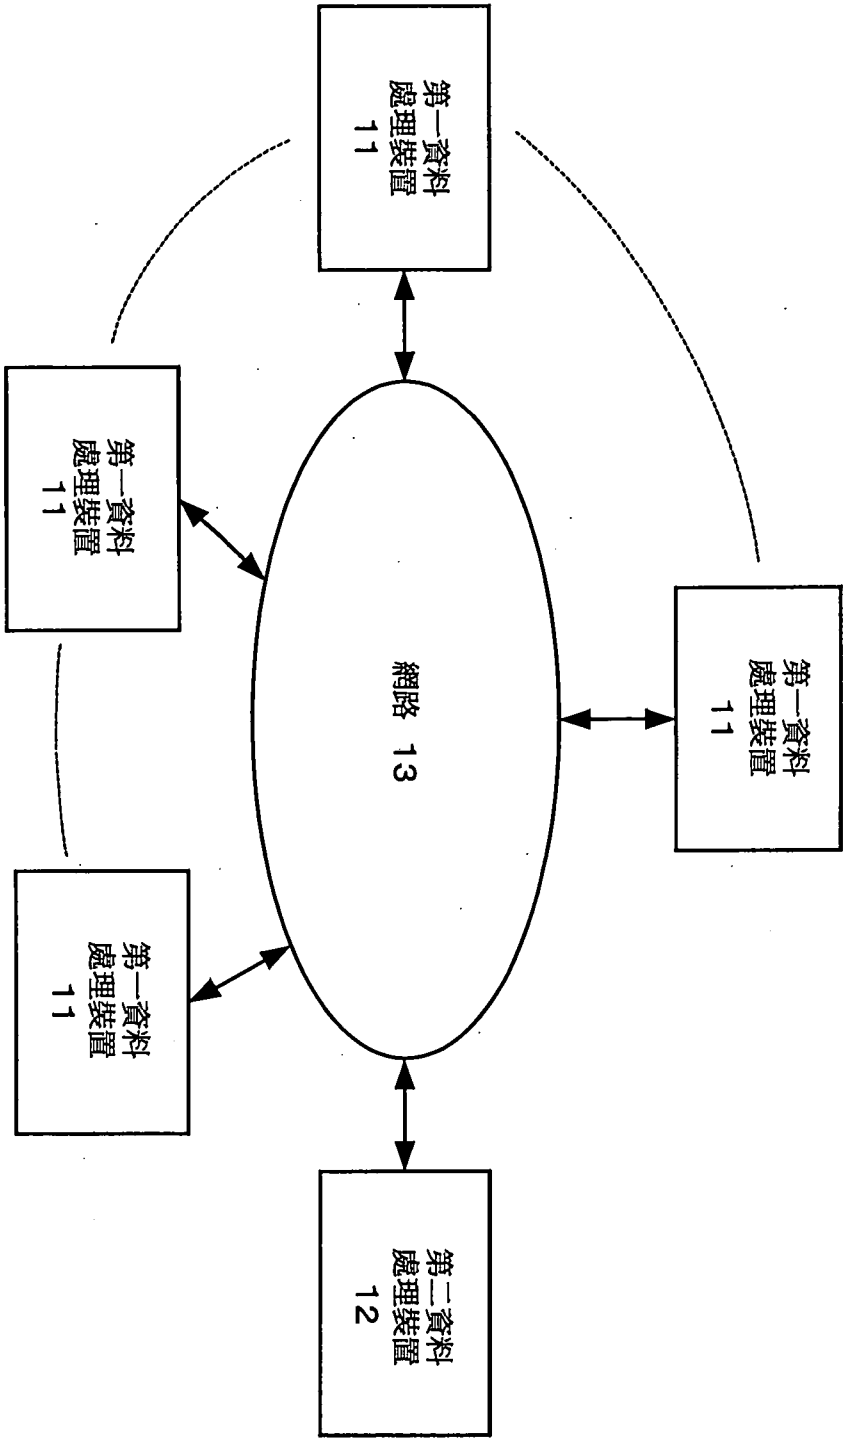 第一資料
處理裝置
11
第一資料
處理裝置
11
網路 13
第二資料
處理裝置
12
第一資料
處理裝置
11
第一資料
處理裝置
11